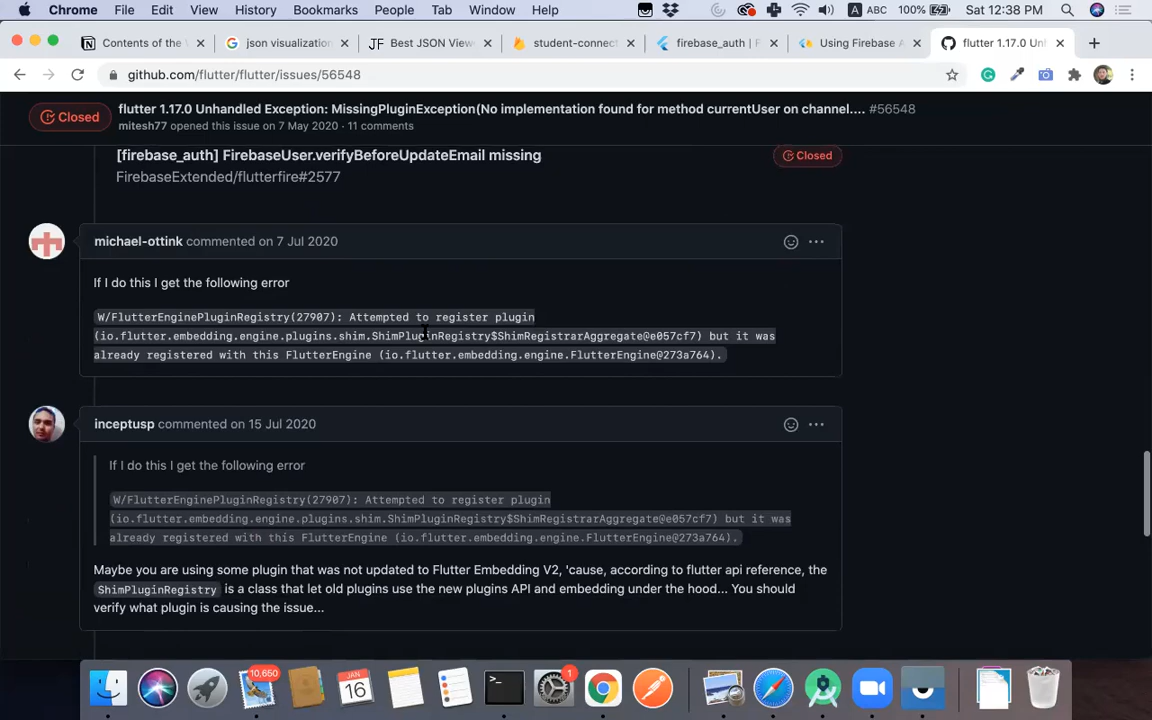 Chrome File Edit View History Bookmarks People Tab Window Help A ABC 100% Sat 12:38 PM
Contents of the
json visualization
JF Best JSON View
student-connect
firebase_auth | F
Using Firebase A
flutter 1.17.0 Un
github.com/flutter/flutter/issues/56548
Closed
flutter 1.17.0 Unhandled Exception: MissingPluginException(No implementation found for method currentUser on channel.... #56548
mitesh77 opened this issue on 7 May 2020 · 11 comments
[firebase_auth] FirebaseUser.verifyBeforeUpdateEmail missing
Closed
FirebaseExtended/flutterfire#2577
michael-ottink commented on 7 Jul 2020
If I do this I get the following error
W/FlutterEnginePluginRegistry(27907): Attempted to register plugin
(io.flutter.embedding.engine.plugins.shim.ShimPluginRegistry$ShimRegistrarAggregate@e057cf7) but it was
already registered with this FlutterEngine (io.flutter.embedding.engine.FlutterEngine@273a764).
inceptusp commented on 15 Jul 2020
If I do this I get the following error
W/FlutterEnginePluginRegistry(27907): Attempted to register plugin
(io.flutter.embedding.engine.plugins.shim.ShimPluginRegistry$ShimRegistrarAggregate@e057cf7) but it was
already registered with this FlutterEngine (io.flutter.embedding.engine.FlutterEngine@273a764).
Maybe you are using some plugin that was not updated to Flutter Embedding V2, 'cause, according to flutter api reference, the
ShimPluginRegistry is a class that let old plugins use the new plugins API and embedding under the hood... You should
verify what plugin is causing the issue...
10,650
JAN
16
>_
1